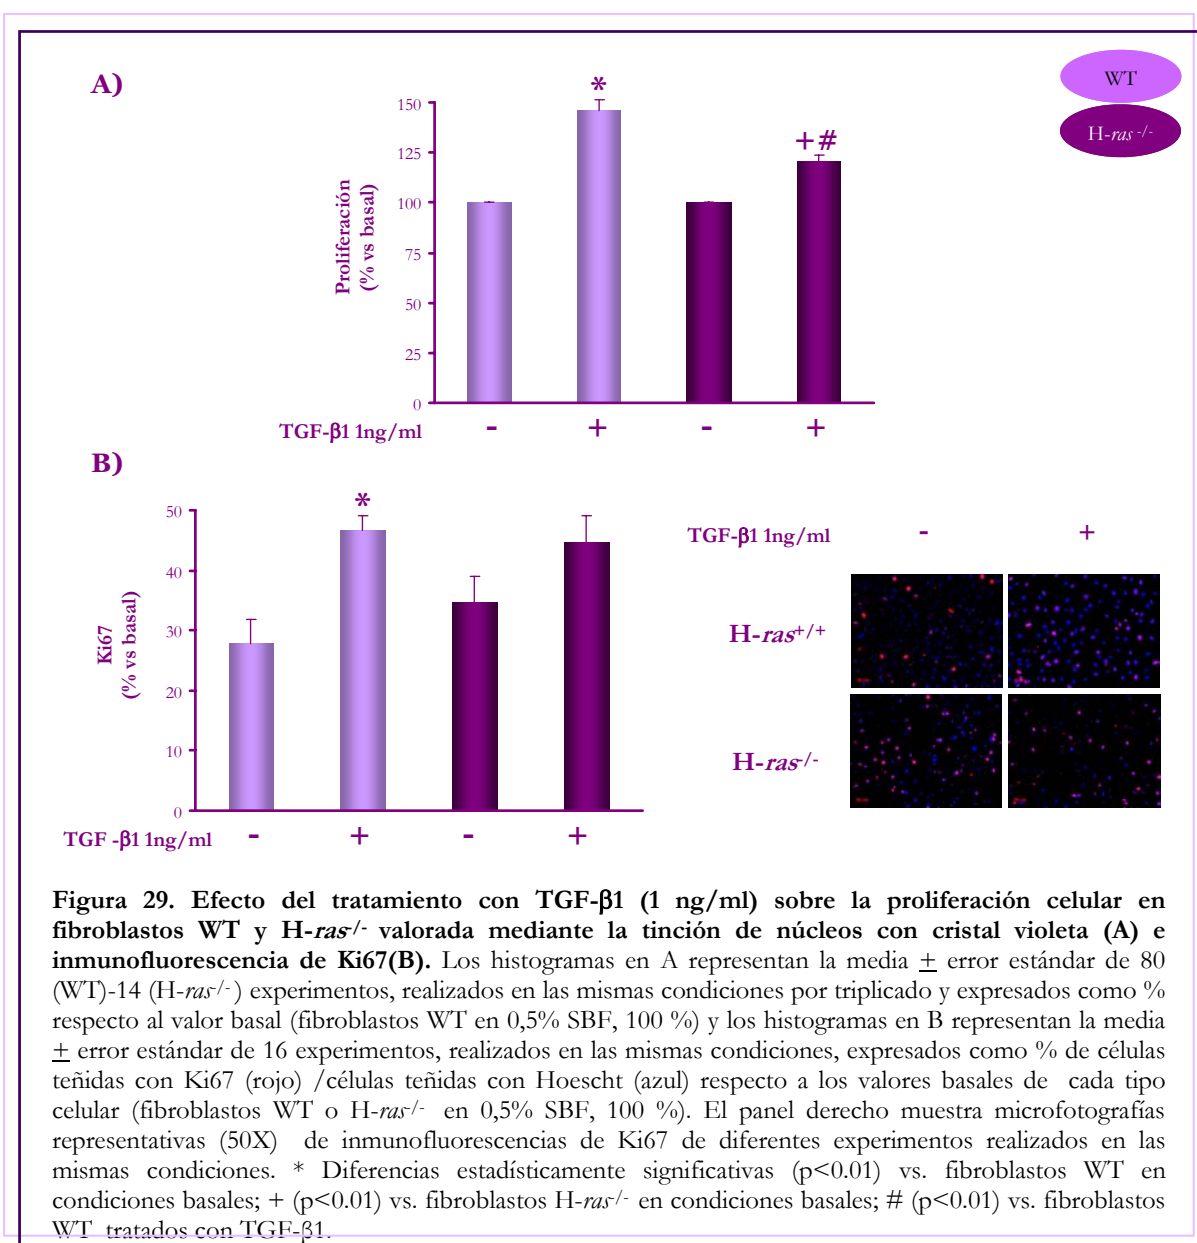 A)
WT
H-ras -/-
*
+#
150
125
100
75
50
25
0
Proliferación
(% vs basal)
TGF-β1 1ng/ml - + - +
B)
*
50
40
30
20
10
0
Ki67
(% vs basal)
TGF -β1 1ng/ml - + - +
TGF-β1 1ng/ml - +
H-ras+/+
H-ras-/-
Figura 29. Efecto del tratamiento con TGF-β1 (1 ng/ml) sobre la proliferación celular en
fibroblastos WT y H-ras-/- valorada mediante la tinción de núcleos con cristal violeta (A) e
inmunofluorescencia de Ki67(B). Los histogramas en A representan la media + error estándar de 80
(WT)-14 (H-ras-/-) experimentos, realizados en las mismas condiciones por triplicado y expresados como %
respecto al valor basal (fibroblastos WT en 0,5% SBF, 100 %) y los histogramas en B representan la media
+ error estándar de 16 experimentos, realizados en las mismas condiciones, expresados como % de células
teñidas con Ki67 (rojo) /células teñidas con Hoescht (azul) respecto a los valores basales de cada tipo
celular (fibroblastos WT o H-ras-/- en 0,5% SBF, 100 %). El panel derecho muestra microfotografías
representativas (50X) de inmunofluorescencias de Ki67 de diferentes experimentos realizados en las
mismas condiciones. * Diferencias estadísticamente significativas (p<0.01) vs. fibroblastos WT en
condiciones basales; + (p<0.01) vs. fibroblastos H-ras-/- en condiciones basales; # (p<0.01) vs. fibroblastos
WT tratados con TGF-β1.